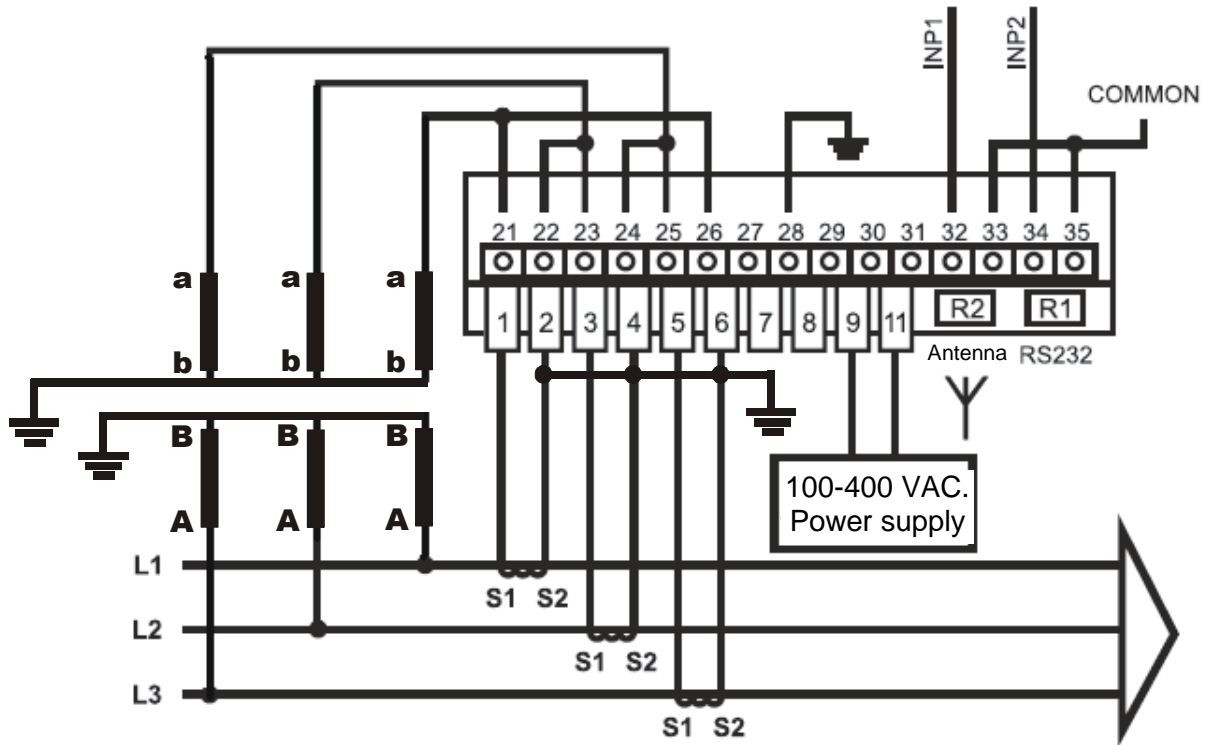 INP1
INP2
COMMON
21 22 23 24 25 26 27 28 29 30 31 32 33 34 35
a a a
1 2 3 4 5 6 7 8 9 11 R2 R1
b b b
Antenna RS232
B B B
100-400 VAC.
Power supply
A A A
L1
S1 S2
L2
S1 S2
L3
S1 S2